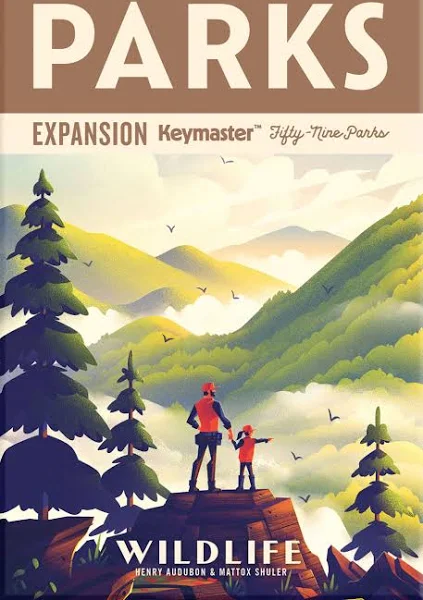 PARKS
EXPANSION Keymaster™ Fifty-Nine Parks
WILDLIFE
HENRY AUDUBON & MATTOX SHULER